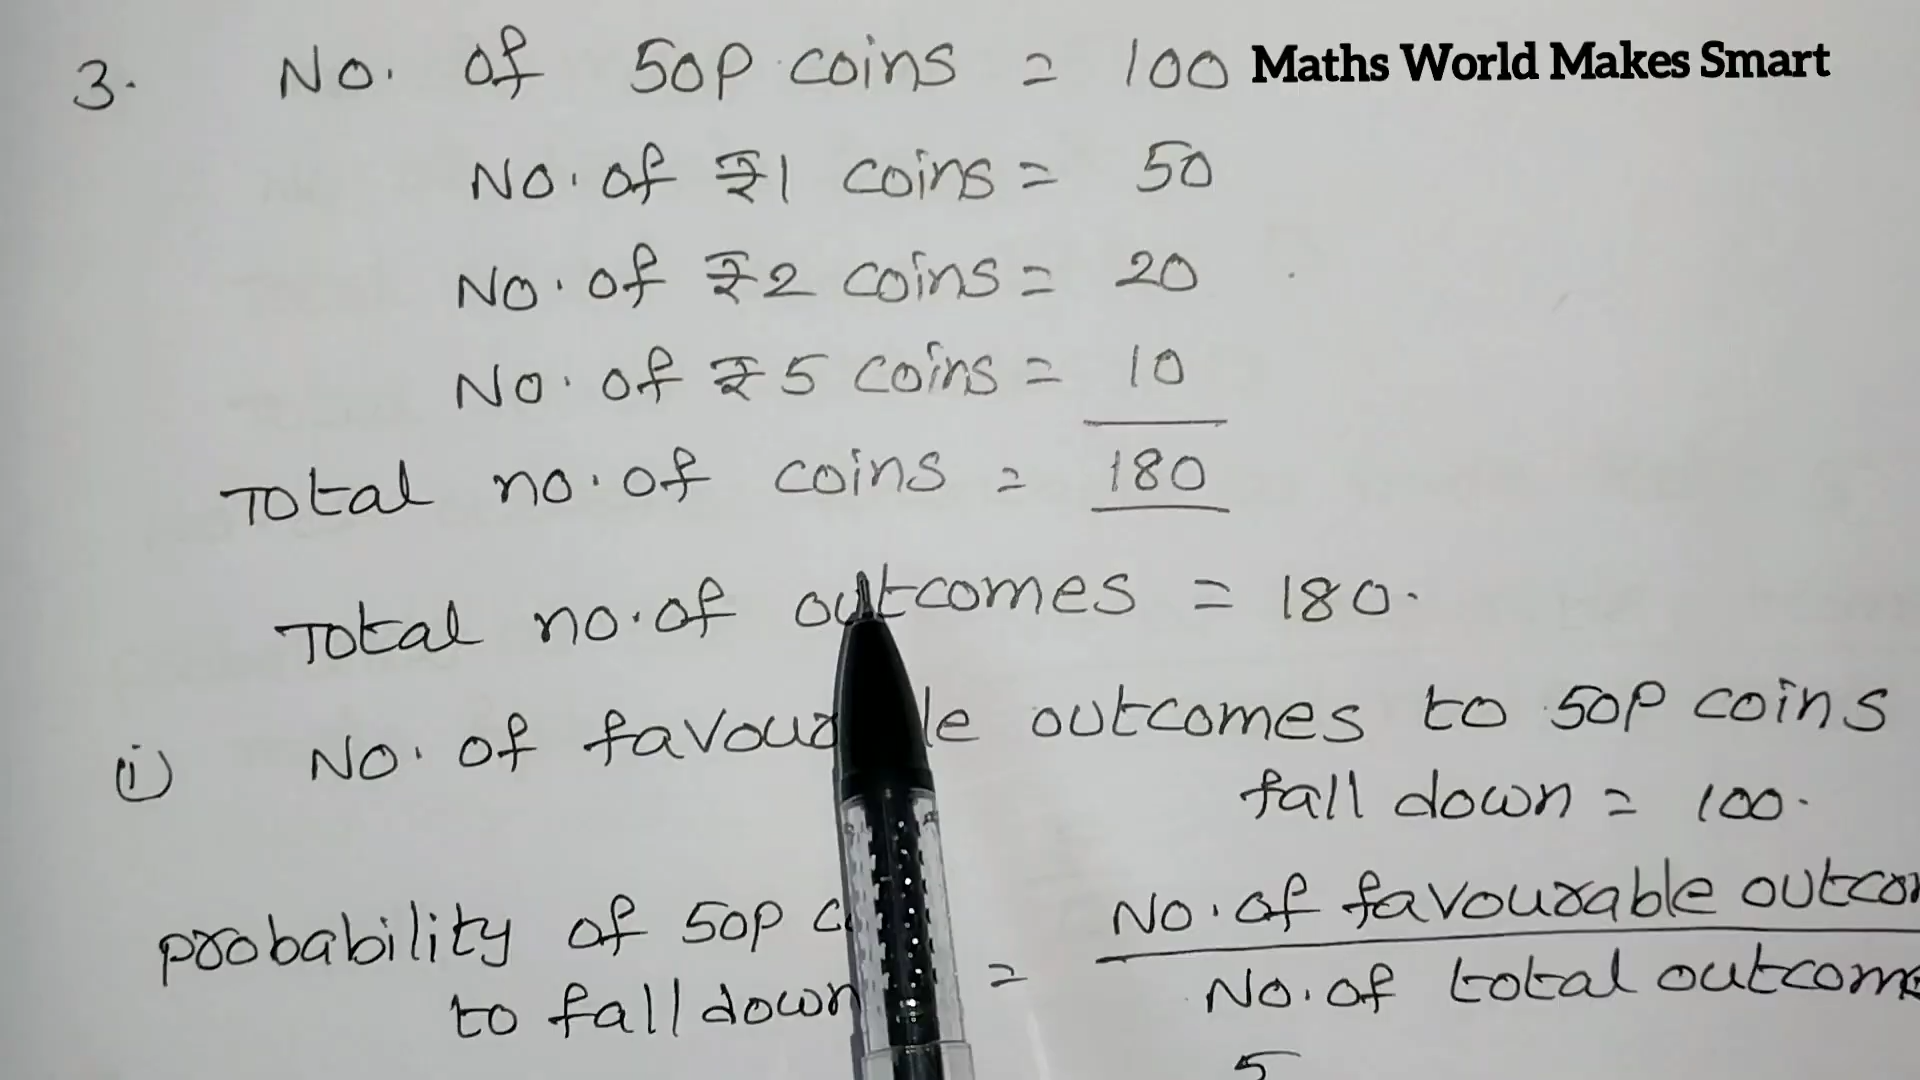 3. No. of 50p coins = 100 Maths World Makes Smart
No. of ₹1 coins = 50
No. of ₹2 coins = 20
No. of ₹5 coins = 10
Total no. of coins = 180
Total no. of outcomes = 180.
(i) No. of favourable outcomes to 50p coins
fall down = 100.
probability of 50p
to fall down = No. of favourable
No. of total
5